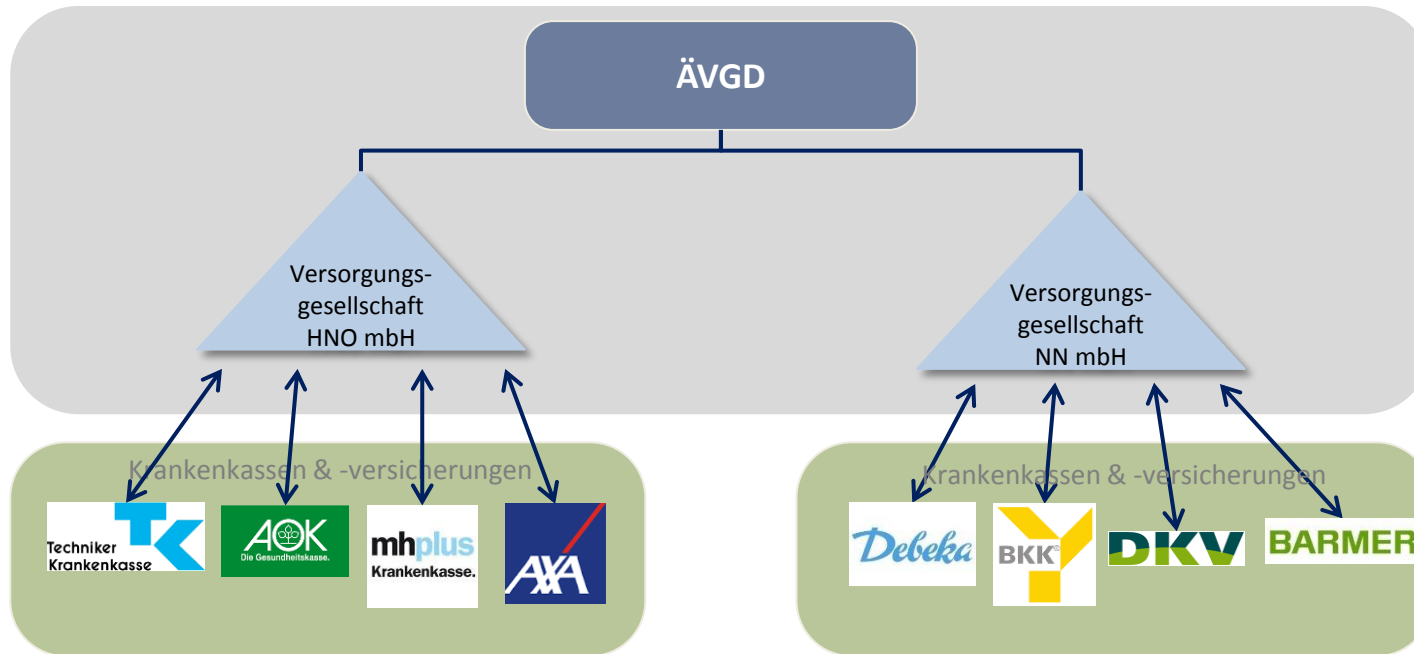 ÄVGD
Versorgungs-
gesellschaft
HNO mbH
Versorgungs-
gesellschaft
NN mbH
Krankenkassen & -versicherungen
TK
Techniker
Krankenkasse
AOK
Die Gesundheitskasse.
mhplus
Krankenkasse.
AXA
Krankenkassen & -versicherungen
Debeka
BKK®
DKV
BARMER